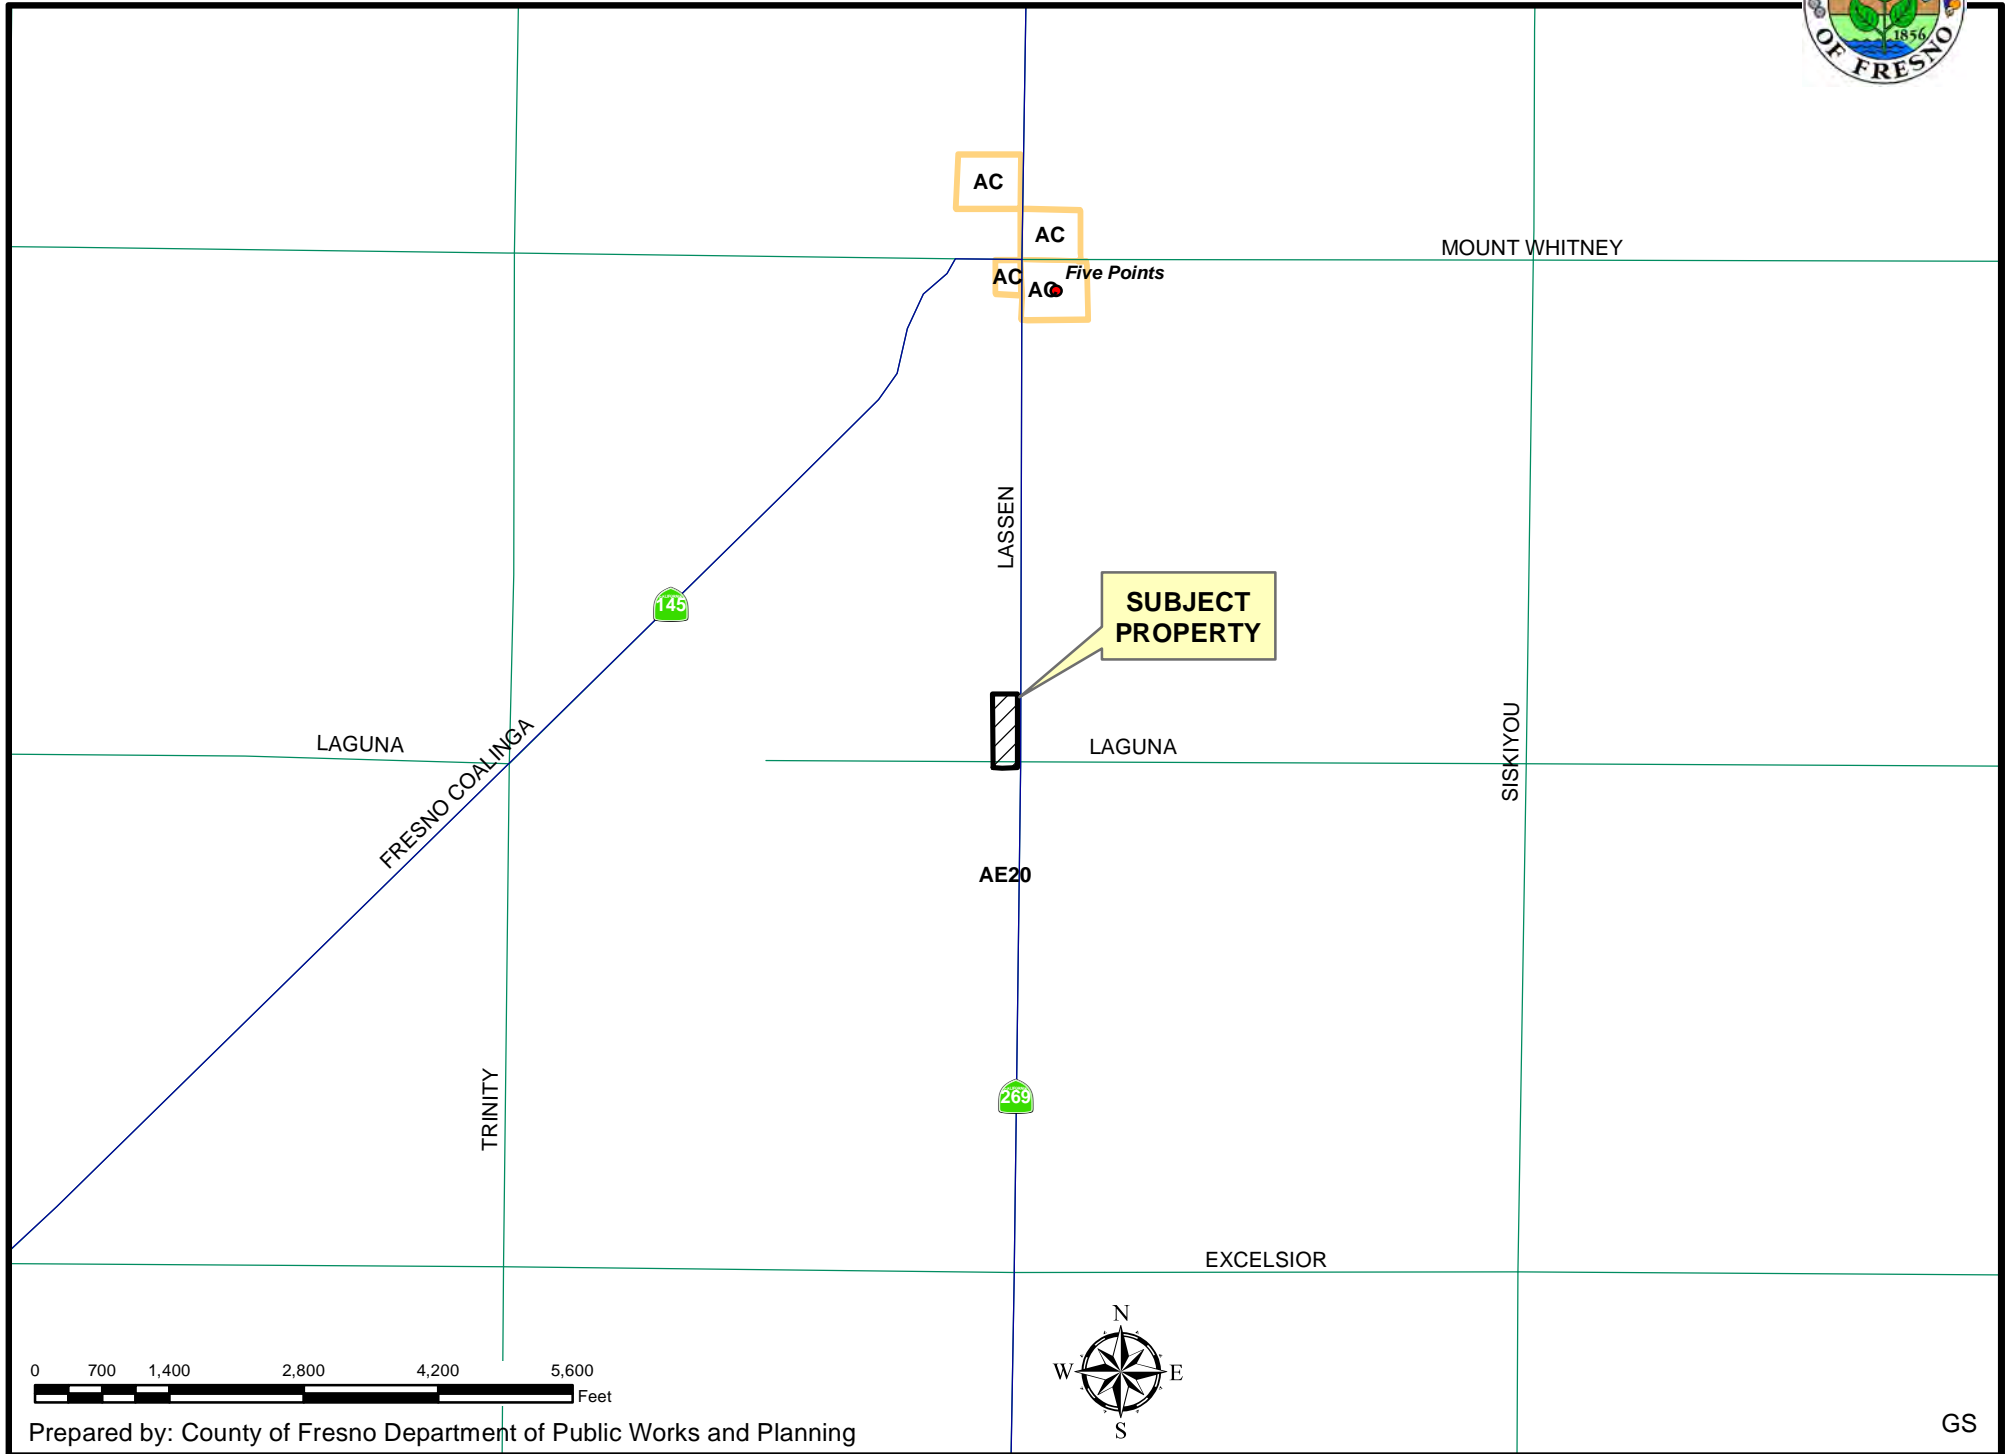 1856
OF FRESNO
AC
AC
MOUNT WHITNEY
AC
Five Points
AC
LASSEN
145
SUBJECT
PROPERTY
LAGUNA
FRESNO COALINGA
LAGUNA
SISKIYOU
AE20
TRINITY
269
EXCELSIOR
N
W
E
S
0 700 1,400 2,800 4,200 5,600
Feet
Prepared by: County of Fresno Department of Public Works and Planning
GS